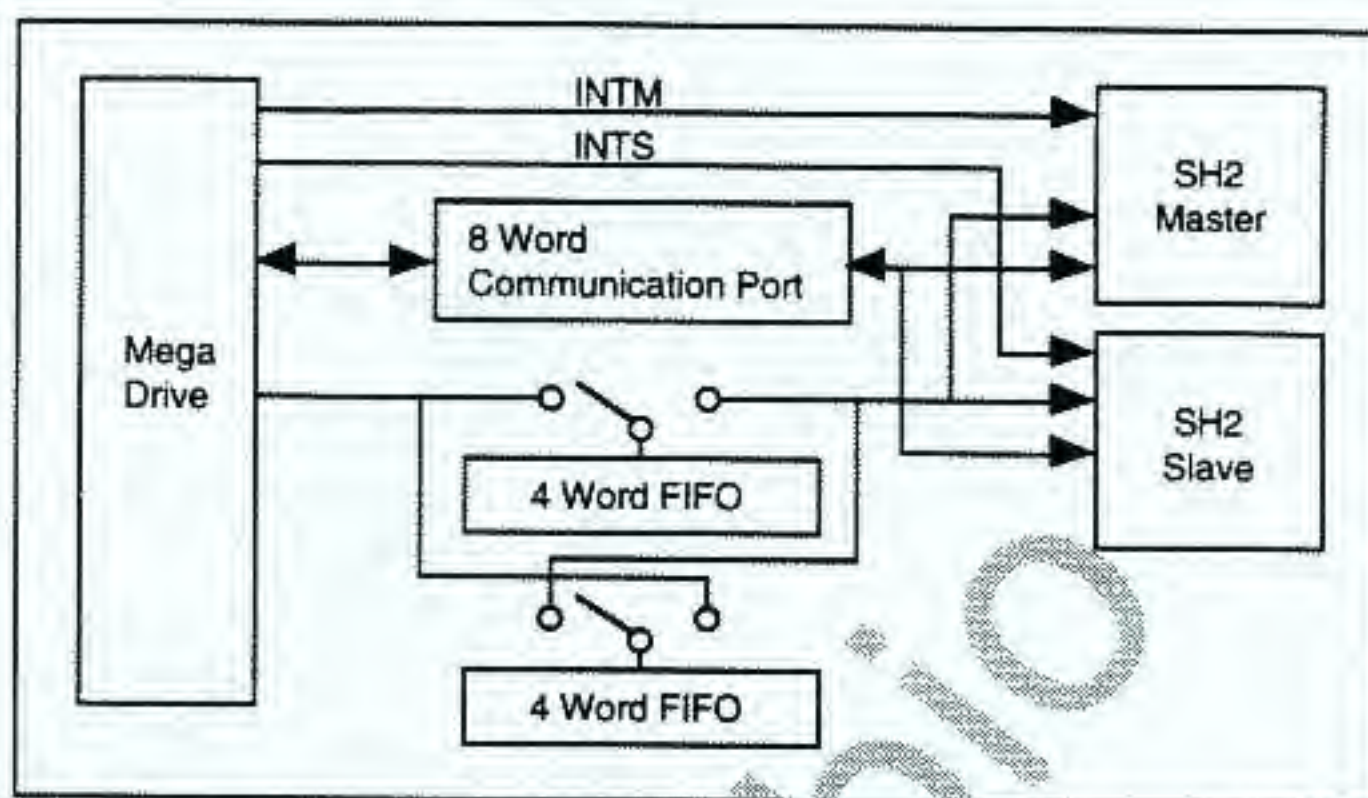 INTM
INTS
SH2
Master
8 Word
Communication Port
Mega
Drive
SH2
Slave
4 Word FIFO
4 Word FIFO